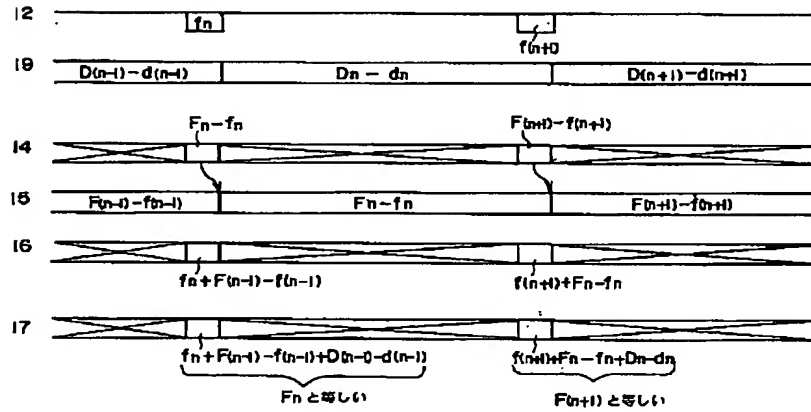 12
fn
f(n+1)
19
D(n-1)-d(n-1)
Dn-dn
D(n+1)-d(n+1)
Fn-fn
F(n+1)-f(n+1)
14
15
F(n-1)-f(n-1)
Fn-fn
F(n+1)-f(n+1)
16
fn+F(n-1)-f(n-1)
f(n+1)+Fn-fn
17
fn+F(n-1)-f(n-1)+D(n-1)-d(n-1)
f(n+1)+Fn-fn+Dn-dn
Fnと等しい
F(n+1)と等しい